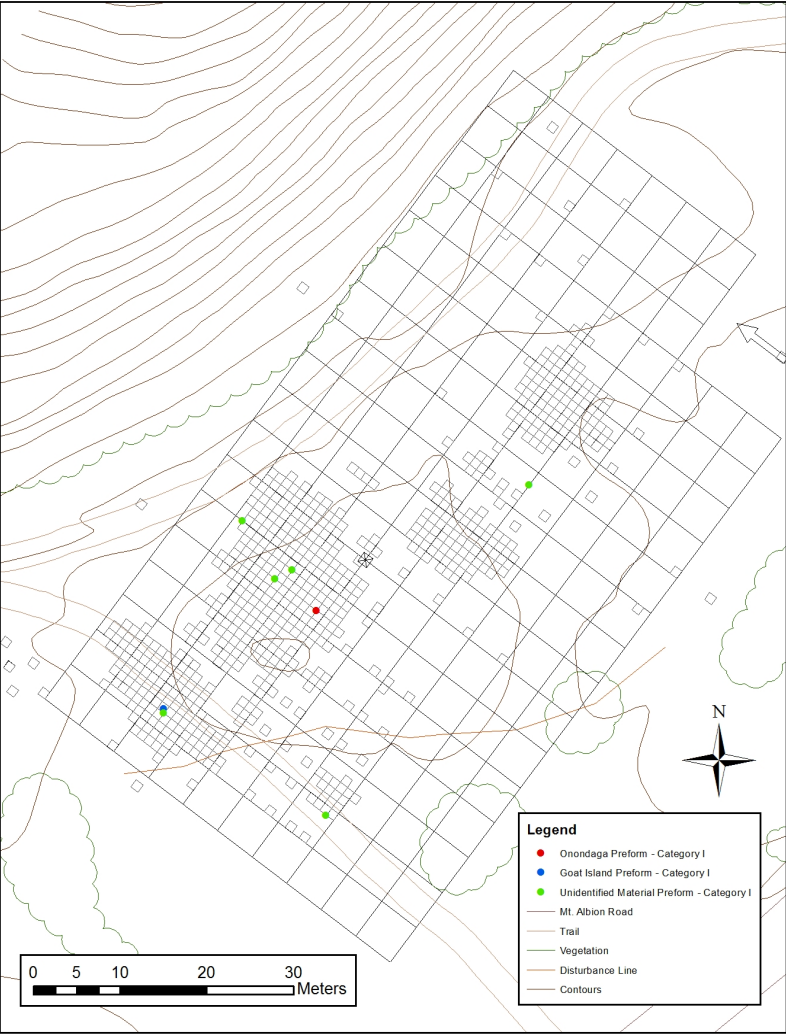 N
Legend
Onondaga Preform - Category I
Goat Island Preform - Category I
Unidentified Material Preform - Category I
Mt. Albion Road
Trail
Vegetation
Disturbance Line
Contours
0 5 10 20 30
Meters